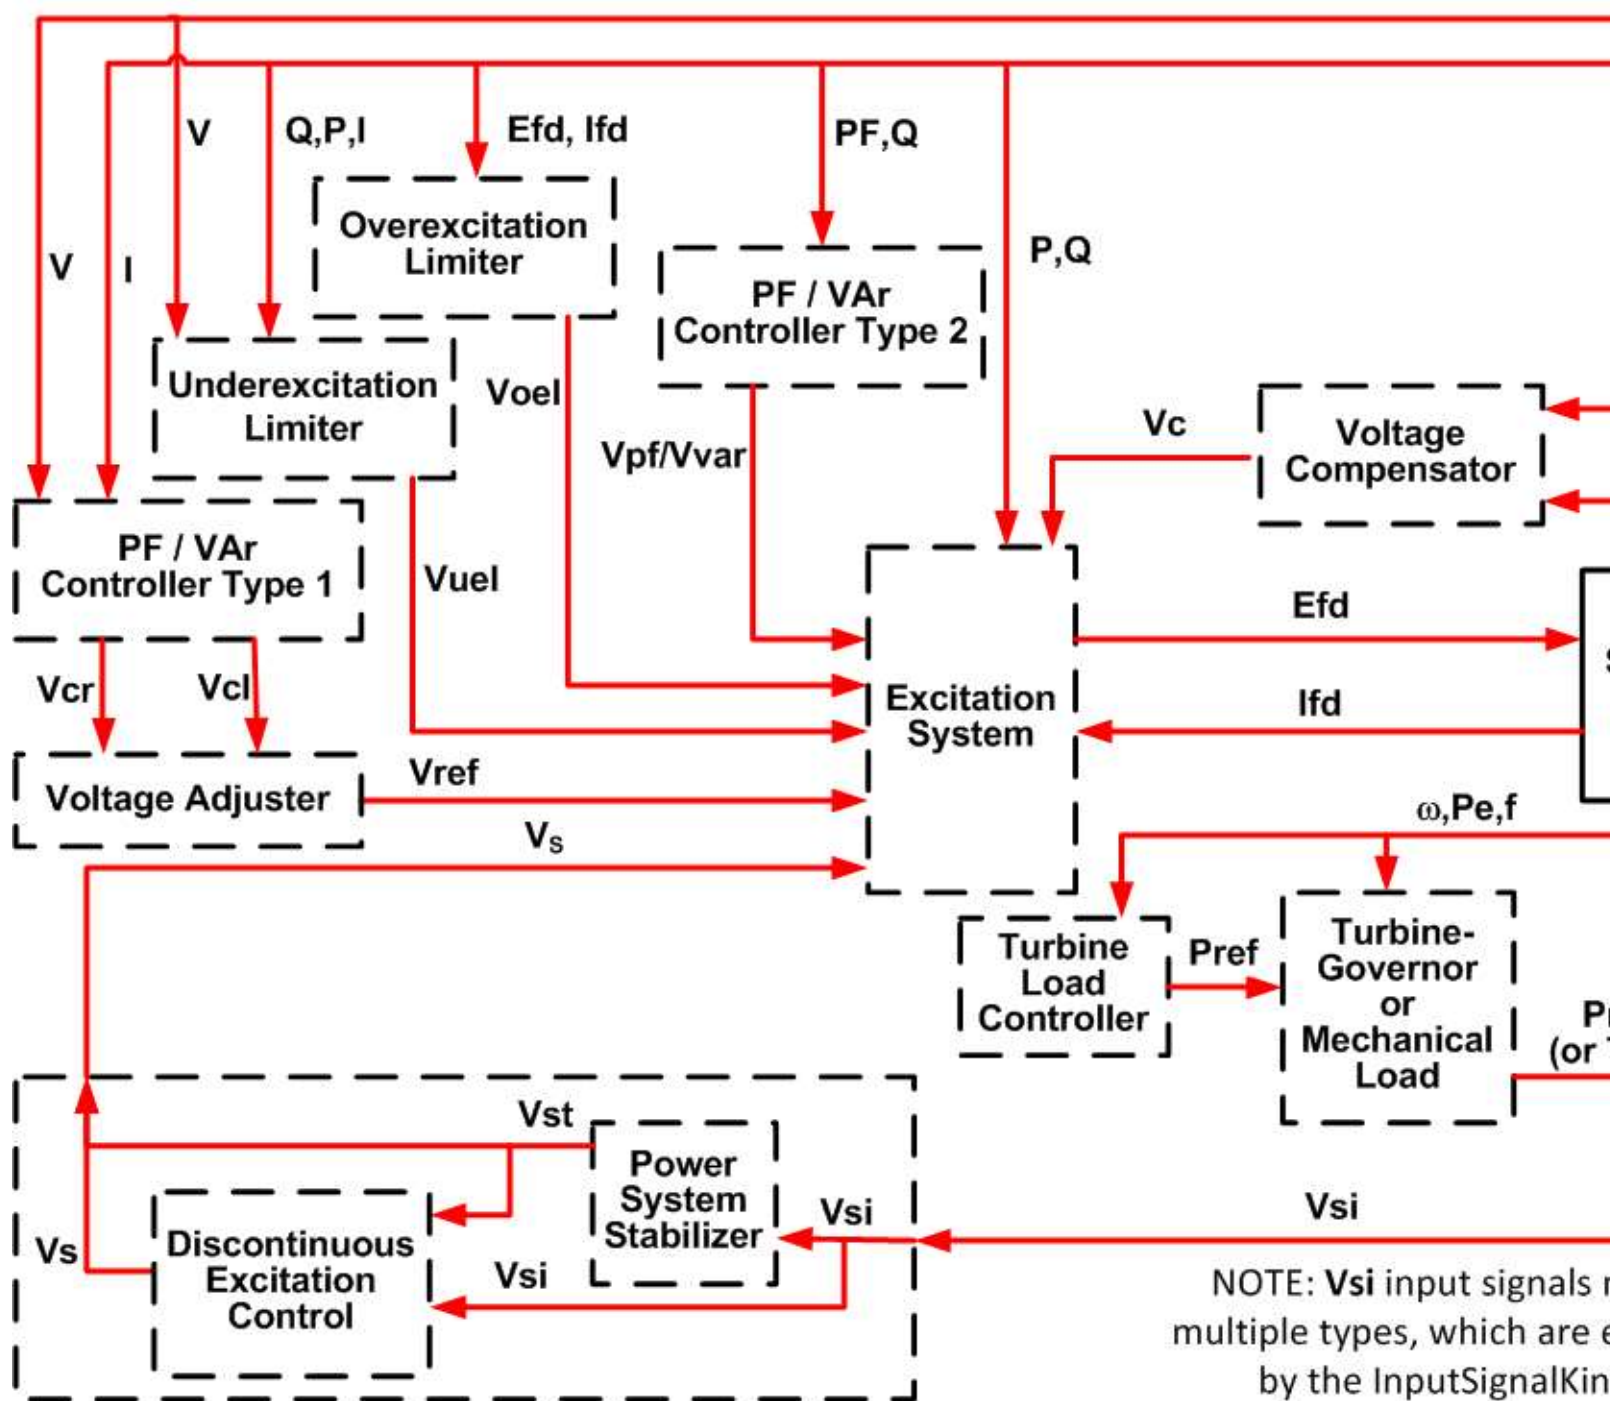 V
Q,P,I
Efd, Ifd
PF,Q
Overexcitation
Limiter
P,Q
V
I
PF / VAr
Controller Type 2
Underexcitation
Limiter
Voel
Vc
Voltage
Compensator
Vpf/Vvar
PF / VAr
Controller Type 1
Vuel
Efd
Vcr
Vcl
Excitation
System
Ifd
Vref
Voltage Adjuster
ω,Pe,f
Vs
Turbine
Load
Controller
Pref
Turbine-
Governor
or
Mechanical
Load
(or
Vst
Power
System
Stabilizer
Vsi
Vsi
Vs
Discontinuous
Excitation
Control
Vsi
NOTE: Vsi input signals
multiple types, which are
by the InputSignalKin